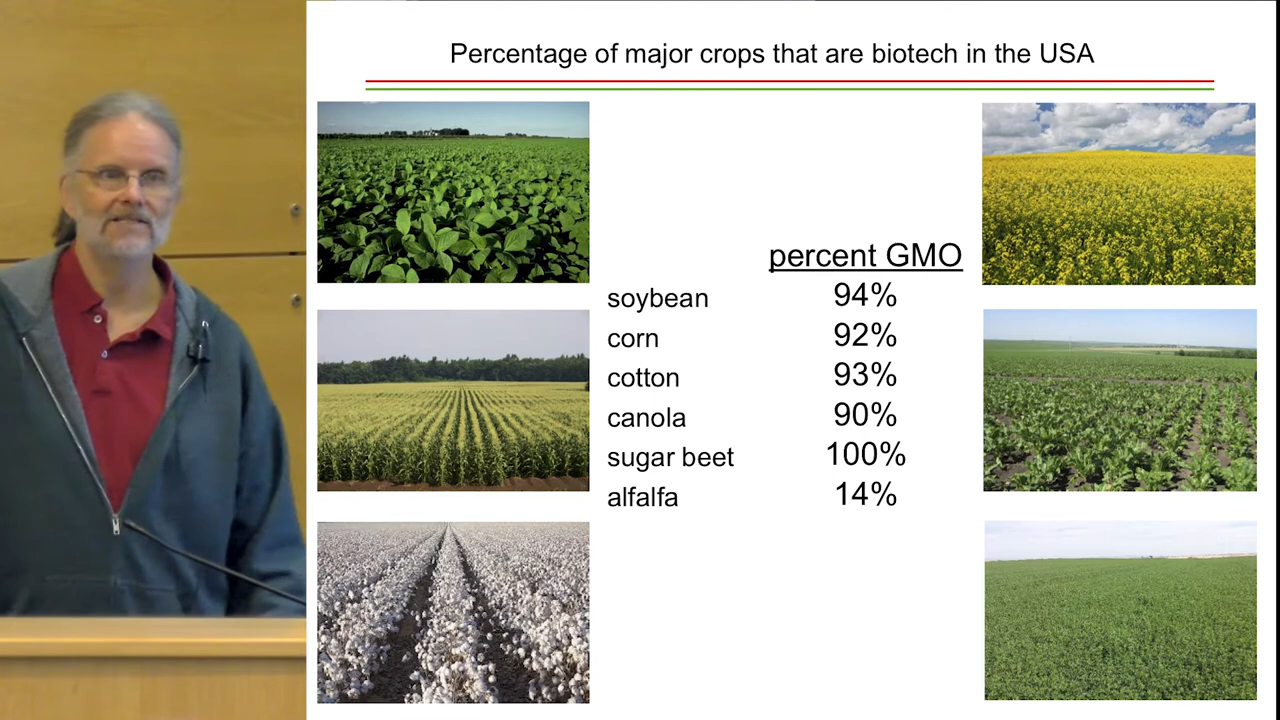 Percentage of major crops that are biotech in the USA
percent GMO
soybean 94%
corn 92%
cotton 93%
canola 90%
sugar beet 100%
alfalfa 14%